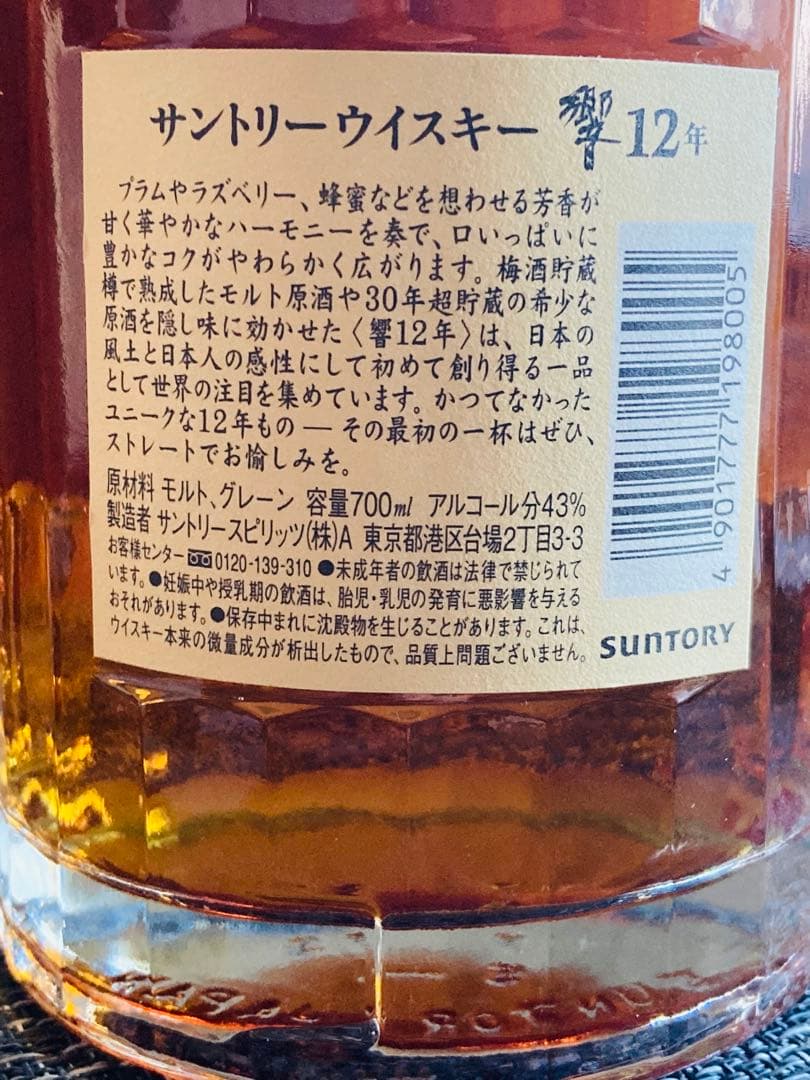 サントリーウイスキー 響 12年
プラムやラズベリー、蜂蜜などを想わせる芳香が
甘く華やかなハーモニーを奏で、口いっぱいに
豊かなコクがやわらかく広がります。梅酒貯蔵
樽で熟成したモルト原酒や30年超貯蔵の希少な
原酒を隠し味に効かせた〈響12年〉は、日本の
風土と日本人の感性にして初めて創り得る一品
として世界の注目を集めています。かつてなかった
ユニークな12年もの ― その最初の一杯はぜひ、
ストレートでお愉しみを。
原材料 モルト、グレーン 容量700ml アルコール分43%
製造者 サントリースピリッツ(株)A 東京都港区台場2丁目3-3
お客様センター 0120-139-310 ●未成年者の飲酒は法律で禁じられて
います。●妊娠中や授乳期の飲酒は、胎児・乳児の発育に悪影響を与える
おそれがあります。●保存中まれに沈殿物を生じることがあります。これは、
ウイスキー本来の微量成分が析出したもので、品質上問題ございません。
SUNTORY
4 901777 198005